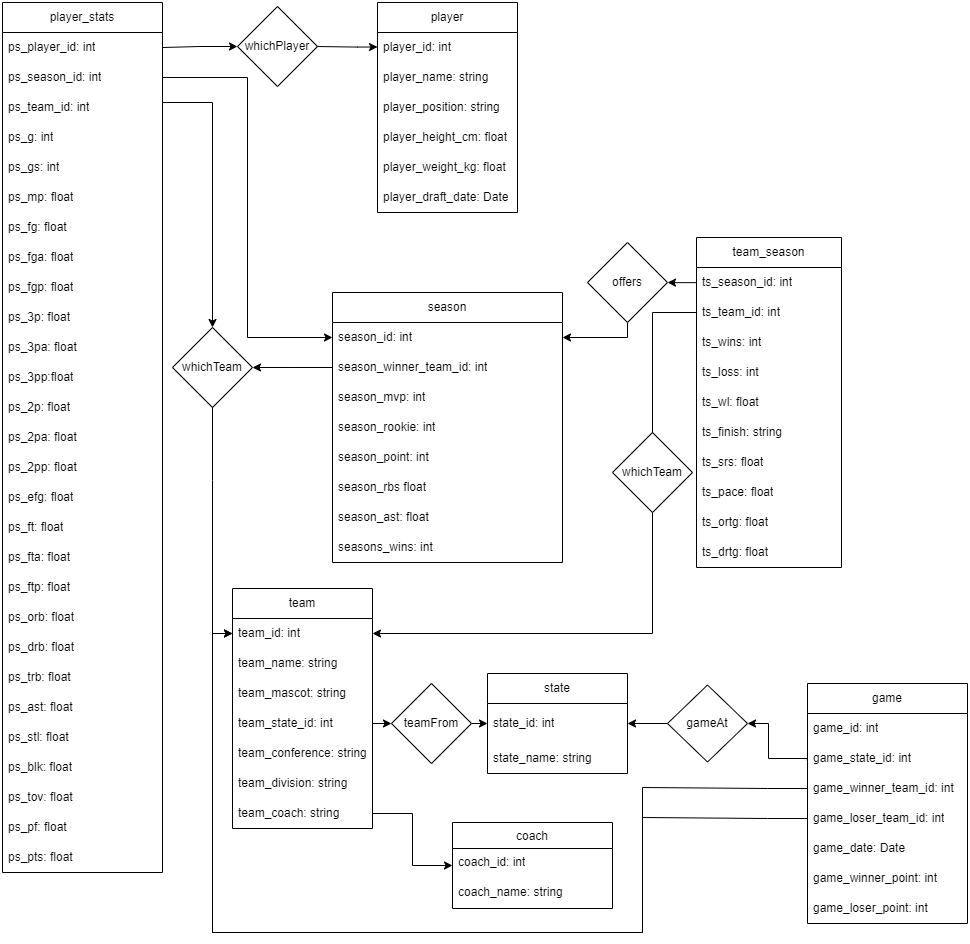 player_stats
ps_player_id: int
ps_season_id: int
ps_team_id: int
ps_g: int
ps_gs: int
ps_mp: float
ps_fg: float
ps_fga: float
ps_fgp: float
ps_3p: float
ps_3pa: float
ps_3pp:float
ps_2p: float
ps_2pa: float
ps_2pp: float
ps_efg: float
ps_ft: float
ps_fta: float
ps_ftp: float
ps_orb: float
ps_drb: float
ps_trb: float
ps_ast: float
ps_stl: float
ps_blk: float
ps_tov: float
ps_pf: float
ps_pts: float
whichPlayer
player
player_id: int
player_name: string
player_position: string
player_height_cm: float
player_weight_kg: float
player_draft_date: Date
whichTeam
season
season_id: int
season_winner_team_id: int
season_mvp: int
season_rookie: int
season_point: int
season_rbs float
season_ast: float
seasons_wins: int
offers
team_season
ts_season_id: int
ts_team_id: int
ts_wins: int
ts_loss: int
ts_wl: float
ts_finish: string
ts_srs: float
ts_pace: float
ts_ortg: float
ts_drtg: float
whichTeam
team
team_id: int
team_name: string
team_mascot: string
team_state_id: int
team_conference: string
team_division: string
team_coach: string
teamFrom
state
state_id: int
state_name: string
gameAt
coach
coach_id: int
coach_name: string
game
game_id: int
game_state_id: int
game_winner_team_id: int
game_loser_team_id: int
game_date: Date
game_winner_point: int
game_loser_point: int